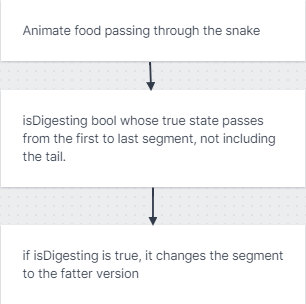 Animate food passing through the snake
isDigesting bool whose true state passes
from the first to last segment, not including
the tail.
if isDigesting is true, it changes the segment
to the fatter version